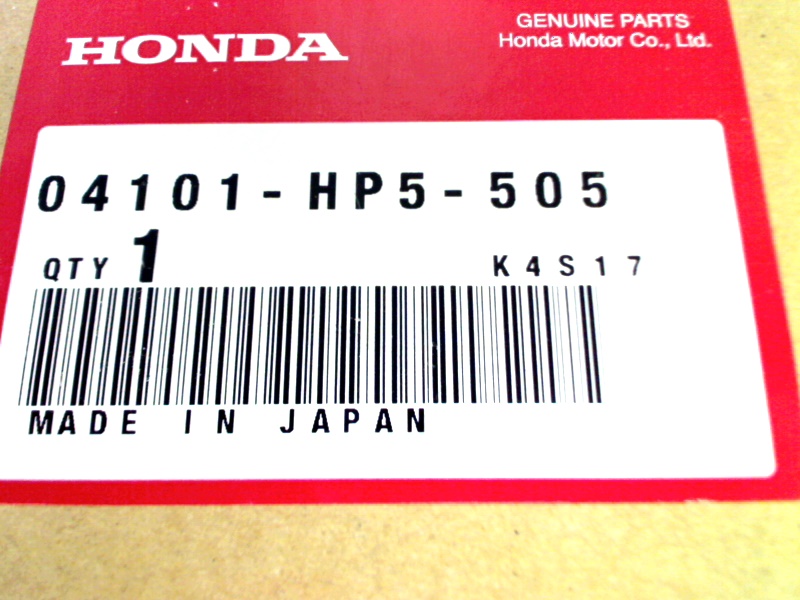 HONDA
GENUINE PARTS
Honda Motor Co., Ltd.
04101-HP5-505
QTY 1 K4S17
MADE IN JAPAN